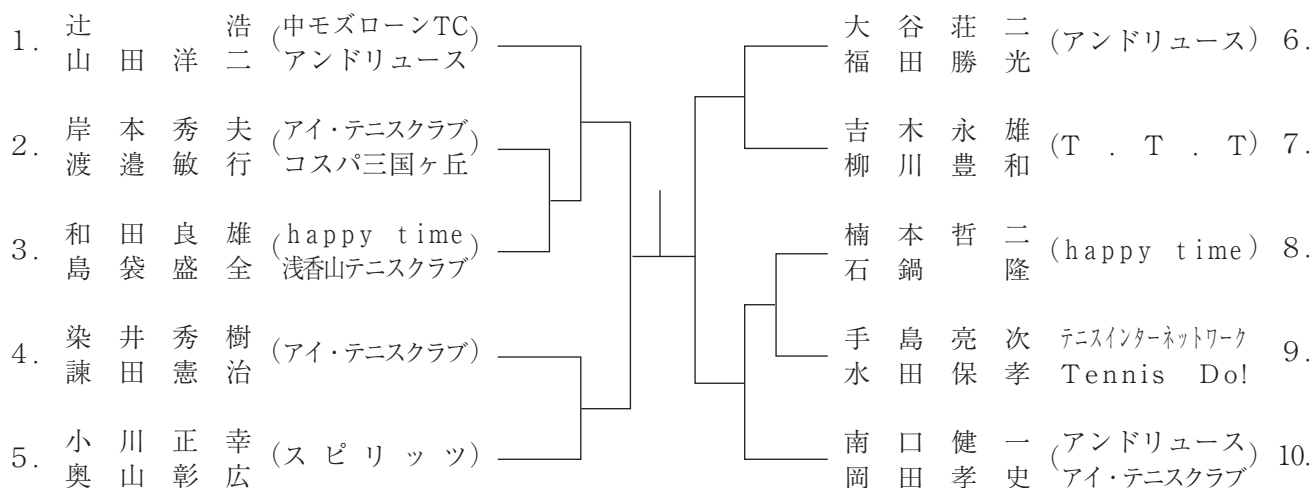 1. 辻 浩 (中モズローンTC)
山田洋二 アンドリュース
2. 岸本秀夫 (アイ・テニスクラブ)
渡邉敏行 コスパ三国ヶ丘
3. 和田良雄 (happy time)
島袋盛全 浅香山テニスクラブ
4. 染井秀樹 (アイ・テニスクラブ)
諫田憲治
5. 小川正幸 (スピリッツ)
奥山彰広
大谷荘二 (アンドリュース) 6.
福田勝光
吉木永雄 (T.T.T) 7.
柳川豊和
楠本哲二 (happy time) 8.
石鍋隆
手島亮次 テニスインターネットワーク 9.
水田保孝 Tennis Do!
南口健一 (アンドリュース) 10.
岡田孝史 アイ・テニスクラブ